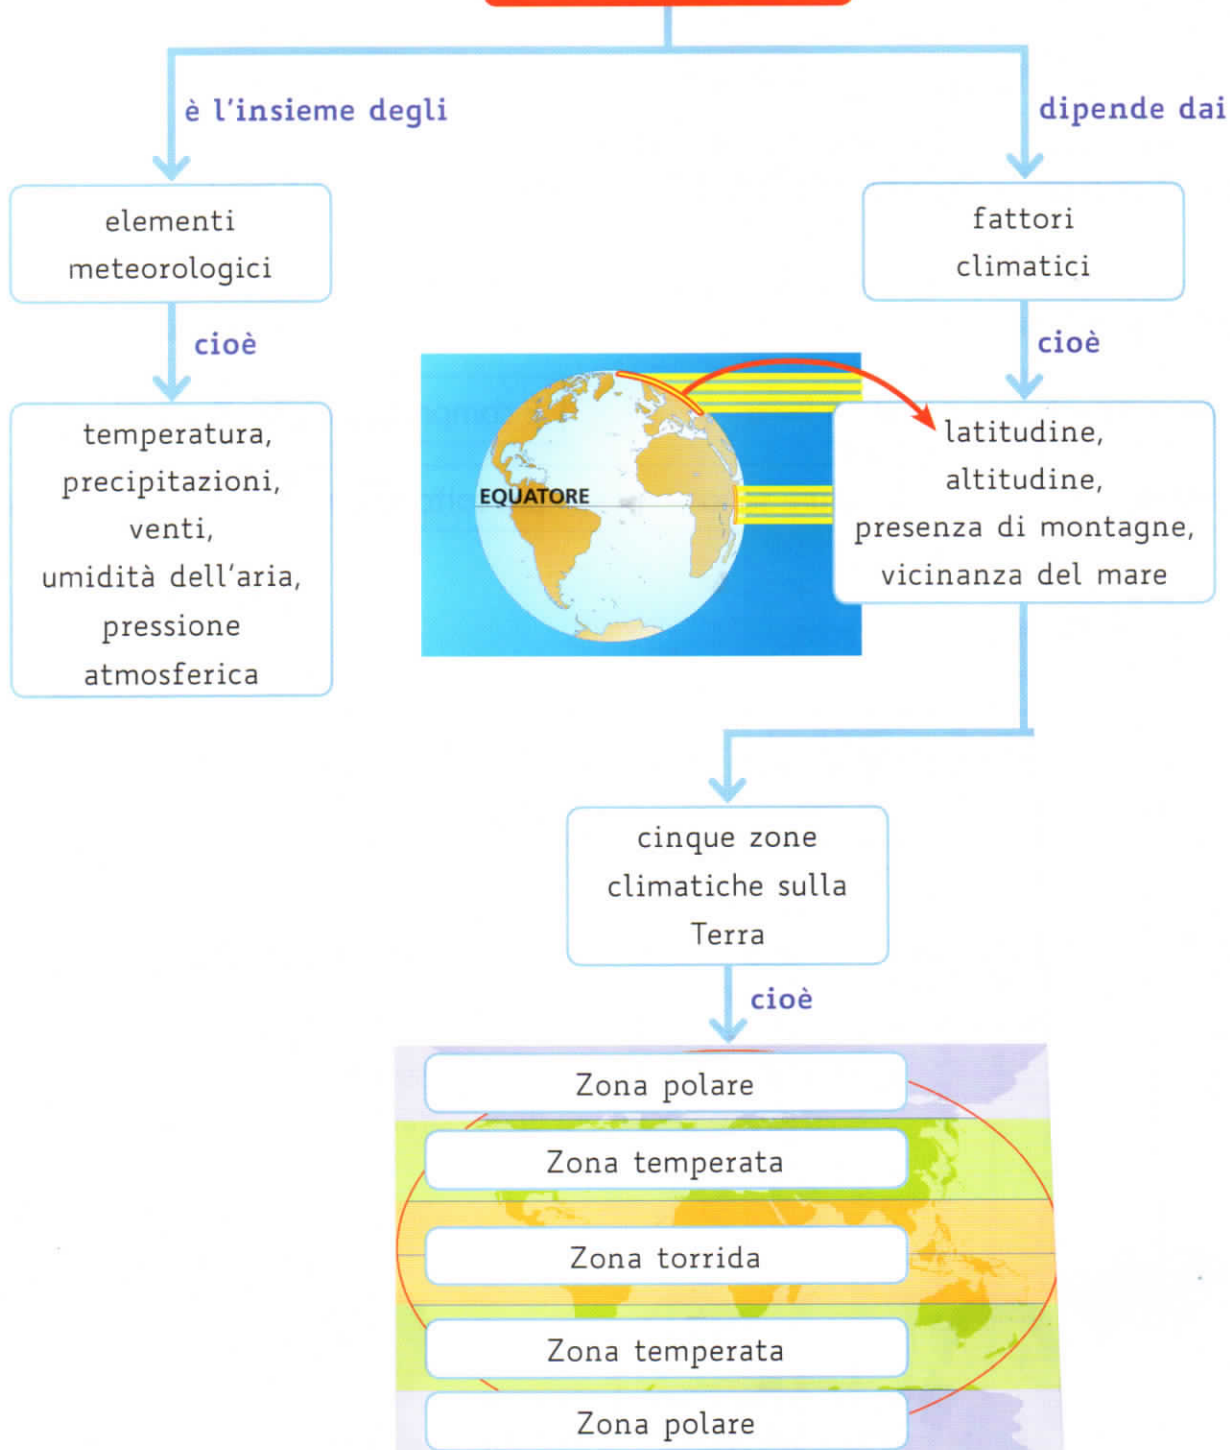 è l'insieme degli
dipende dai
elementi
meteorologici
fattori
climatici
cioè
cioè
temperatura,
precipitazioni,
venti,
umidità dell'aria,
pressione
atmosferica
EQUATORE
latitudine,
altitudine,
presenza di montagne,
vicinanza del mare
cinque zone
climatiche sulla
Terra
cioè
Zona polare
Zona temperata
Zona torrida
Zona temperata
Zona polare